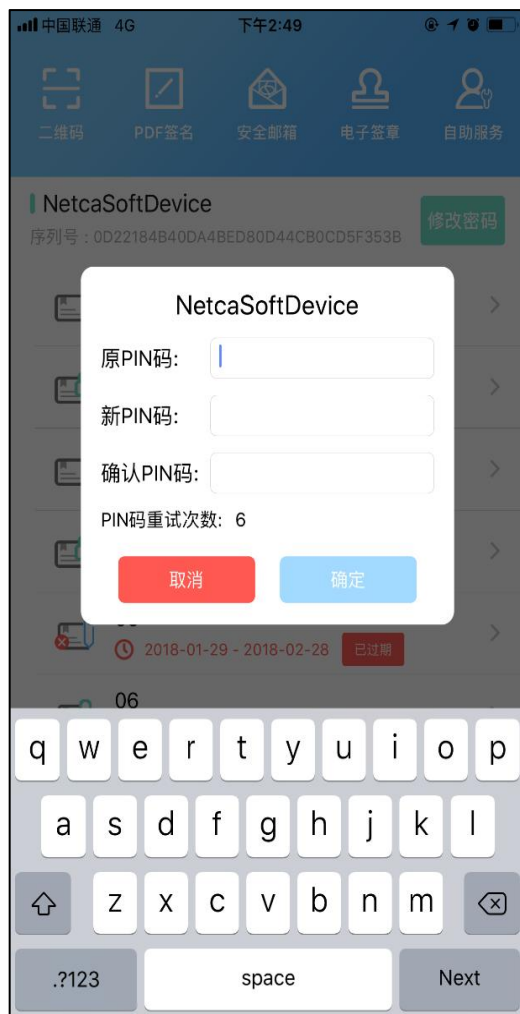 中国联通 4G 下午2:49
二维码 PDF签名 安全邮箱 电子签章 自助服务
NetcaSoftDevice
修改密码
序列号：0D22184B40DA4BED80D44CB0CD5F353B
NetcaSoftDevice
原PIN码:
新PIN码:
确认PIN码:
PIN码重试次数: 6
取消 确定
2018-01-29 - 2018-02-28 已过期
06
q w e r t y u i o p
a s d f g h j k l
z x c v b n m
.?123 space Next